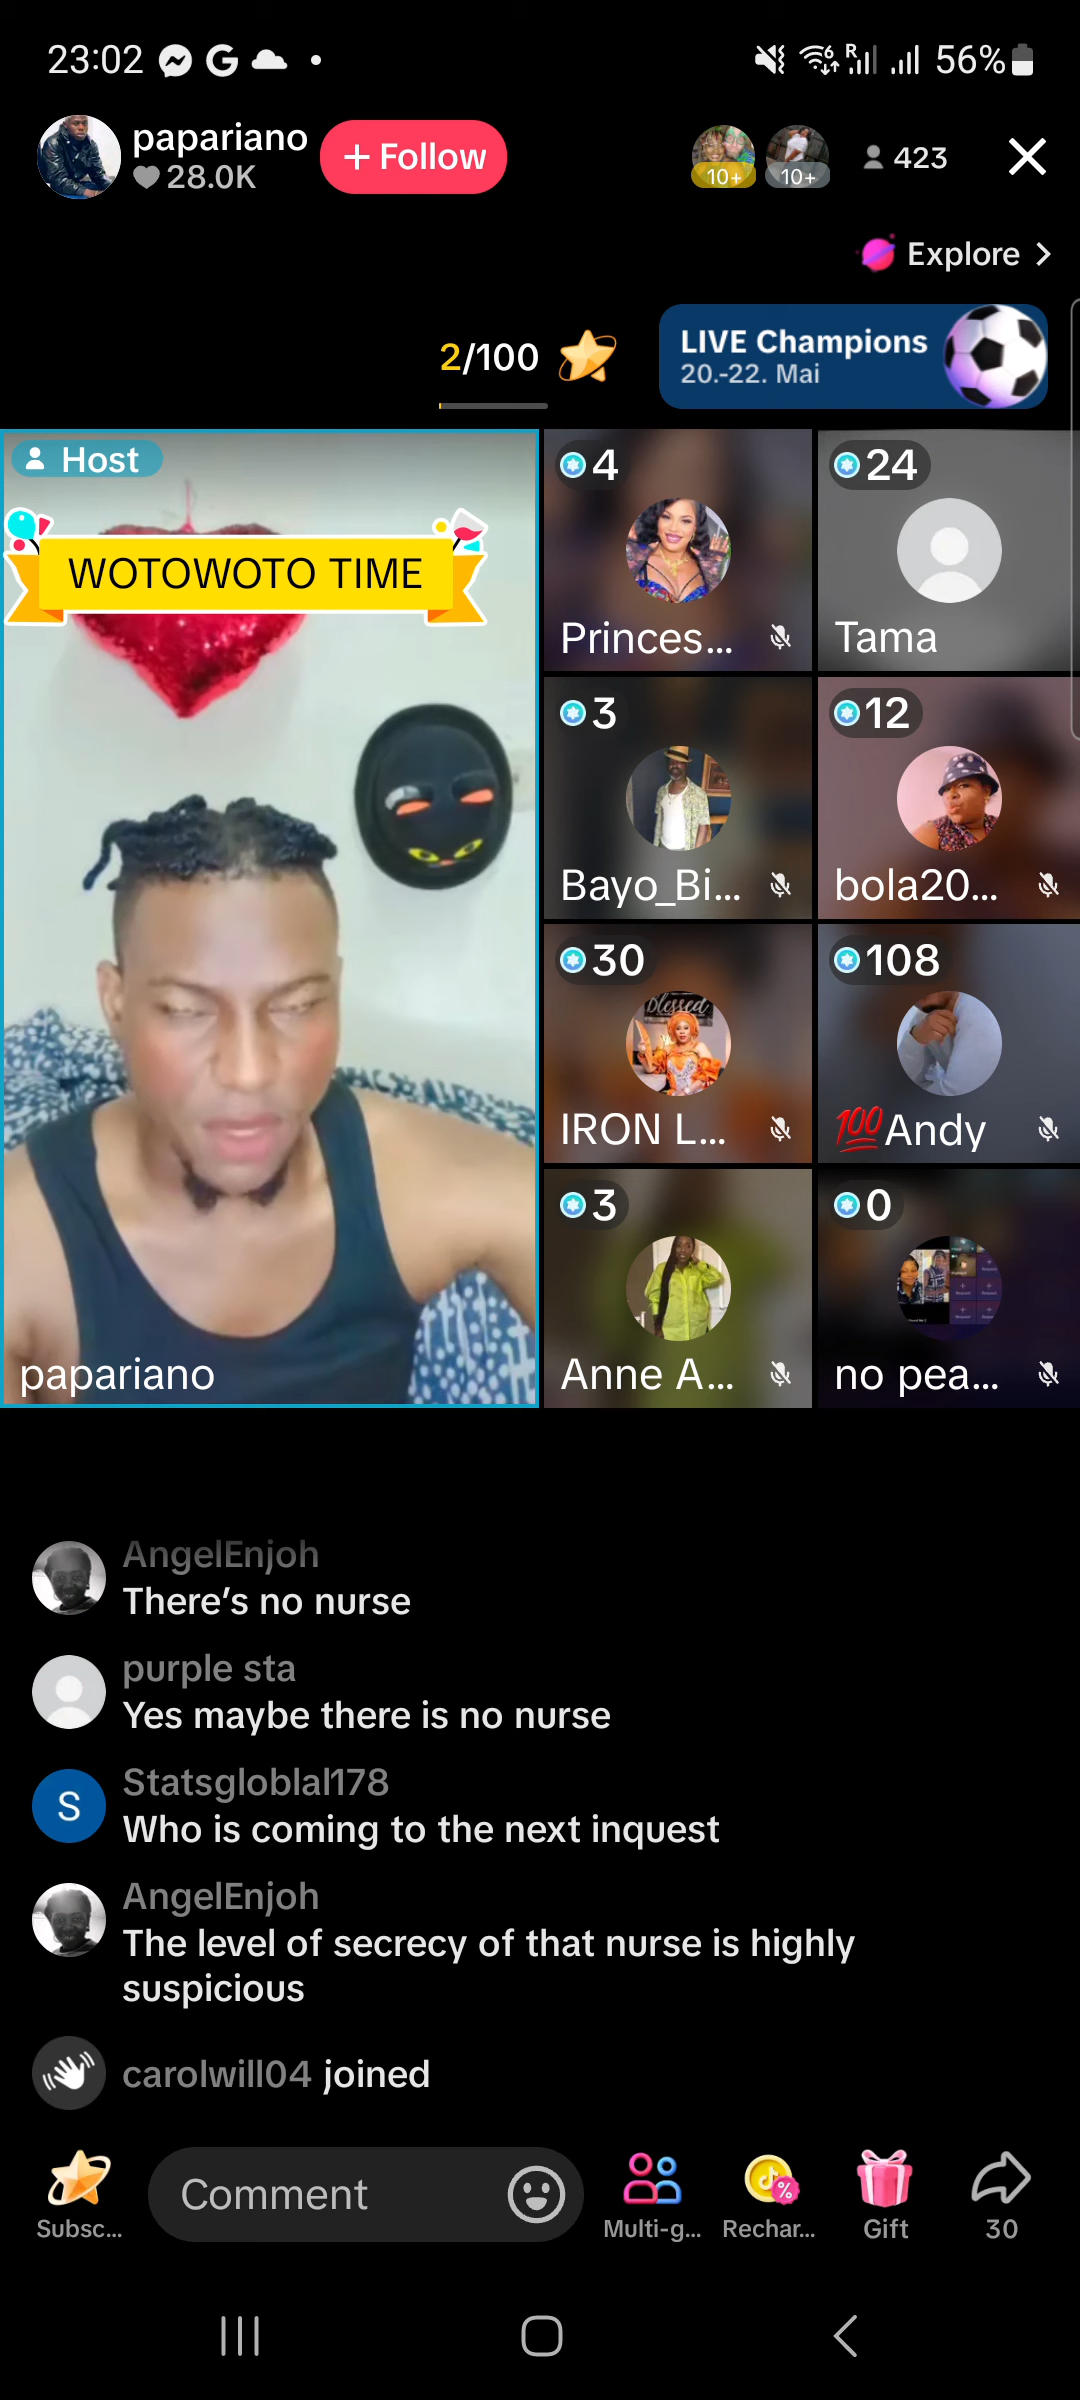 23:02
R
56%
papariano
28.0K
+ Follow
10+
10+
423
Explore
2/100
LIVE Champions
20.-22. Mai
Host
WOTOWOTO TIME
papariano
4
Princes...
24
Tama
3
Bayo_Bi...
12
bola20...
30
Blessed
IRON L...
108
💯Andy
3
Anne A...
0
no pea...
AngelEnjoh
There's no nurse
purple sta
Yes maybe there is no nurse
S
Statsgloblal178
Who is coming to the next inquest
AngelEnjoh
The level of secrecy of that nurse is highly
suspicious
carolwill04 joined
Comment
Subsc...
Multi-g...
Rechar...
Gift
30